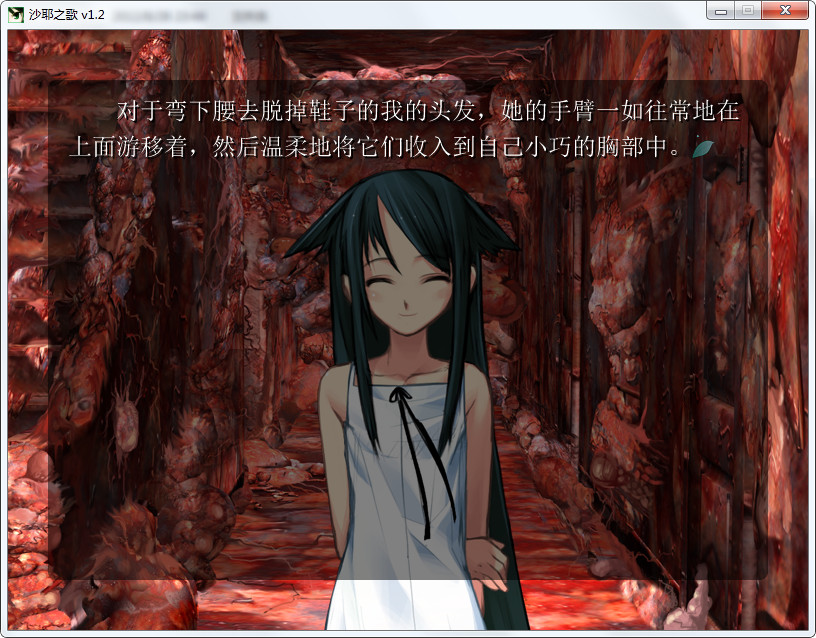 沙耶之歌 v1.2
对于弯下腰去脱掉鞋子的我的头发，她的手臂一如往常地在
上面游移着，然后温柔地将它们收入到自己小巧的胸部中。